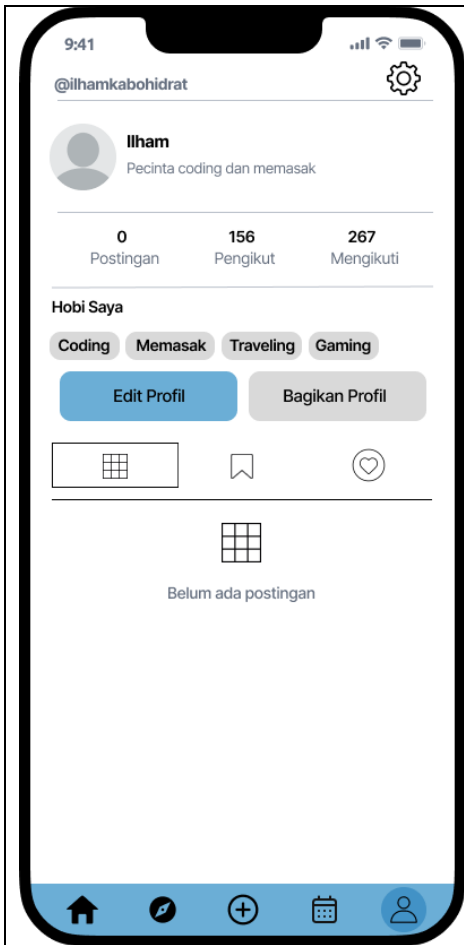 9:41
@ilhamkabohidrat
Ilham
Pecinta coding dan memasak
0 156 267
Postingan Pengikut Mengikuti
Hobi Saya
Coding Memasak Traveling Gaming
Edit Profil Bagikan Profil
Belum ada postingan